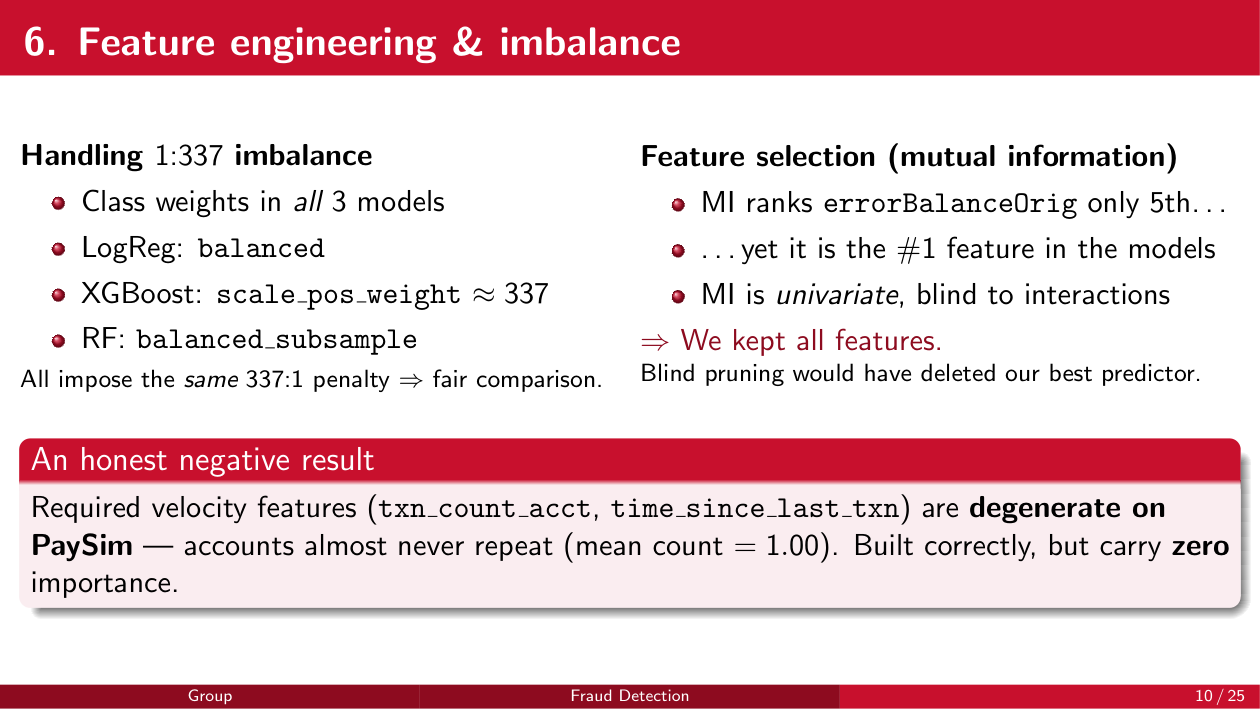 6. Feature engineering & imbalance
Handling 1:337 imbalance
Class weights in all 3 models
LogReg: balanced
XGBoost: scale_pos_weight ≈ 337
RF: balanced_subsample
All impose the same 337:1 penalty ⇒ fair comparison.
Feature selection (mutual information)
MI ranks errorBalanceOrig only 5th...
...yet it is the #1 feature in the models
MI is univariate, blind to interactions
⇒ We kept all features.
Blind pruning would have deleted our best predictor.
An honest negative result
Required velocity features (txn_count_acct, time_since_last_txn) are degenerate on
PaySim — accounts almost never repeat (mean count = 1.00). Built correctly, but carry zero
importance.
Group
Fraud Detection
10 / 25